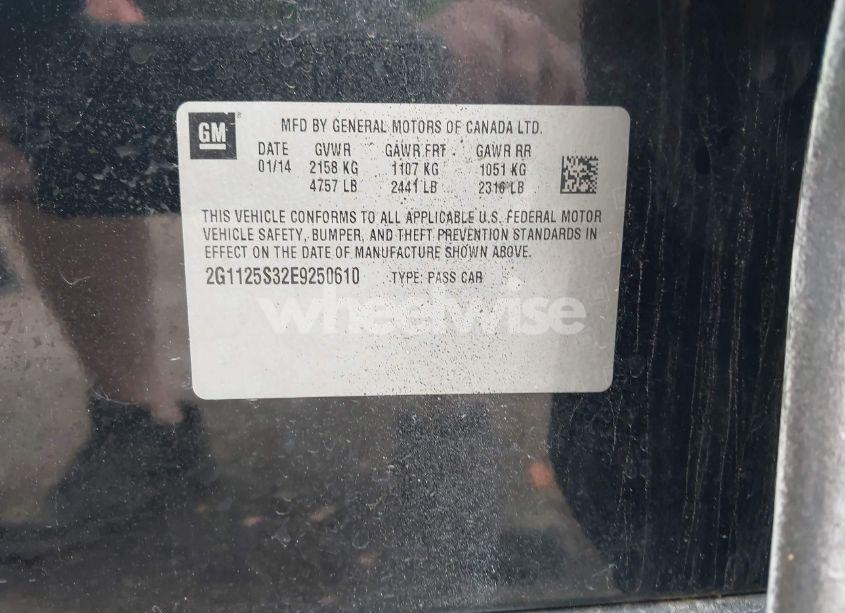 GM
MFD BY GENERAL MOTORS OF CANADA LTD.
DATE GVWR GAWR FRT GAWR RR
01/14 2158 KG 1107 KG 1051 KG
4757 LB 2441 LB 2316 LB
THIS VEHICLE CONFORMS TO ALL APPLICABLE U.S. FEDERAL MOTOR
VEHICLE SAFETY, BUMPER, AND THEFT PREVENTION STANDARDS IN
EFFECT ON THE DATE OF MANUFACTURE SHOWN ABOVE.
2G1125S32E9250610 TYPE: PASS CAR
wheelwise